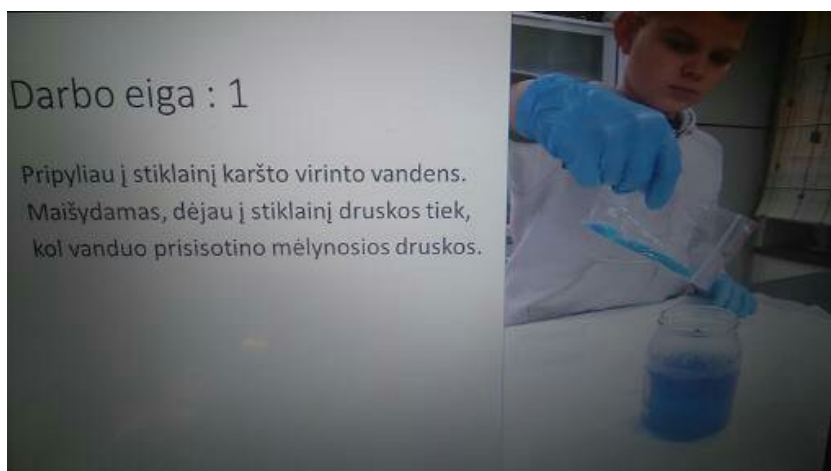 Darbo eiga : 1
Pripyliau į stiklainį karšto virinto vandens.
Maišydamas, dėjau į stiklainį druskos tiek,
kol vanduo prisisotino mėlynosios druskos.